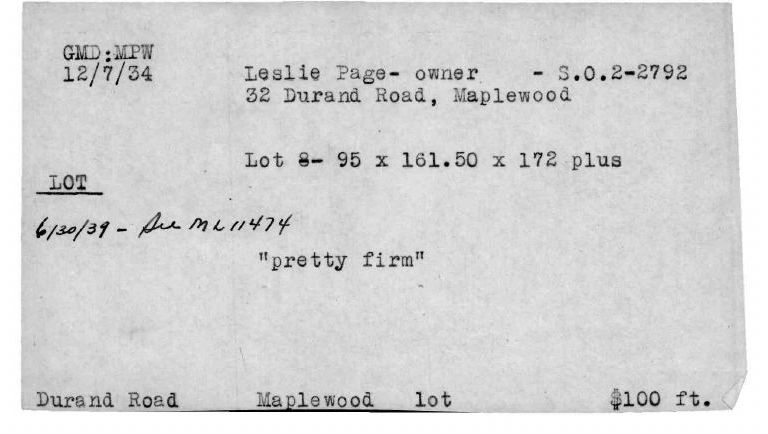 GMD:MPW
12/7/34
Leslie Page- owner - S.O.2-2792
32 Durand Road, Maplewood
Lot 8- 95 x 161.50 x 172 plus
LOT
6/30/39 - See ML 11474
"pretty firm"
Durand Road Maplewood lot $100 ft.